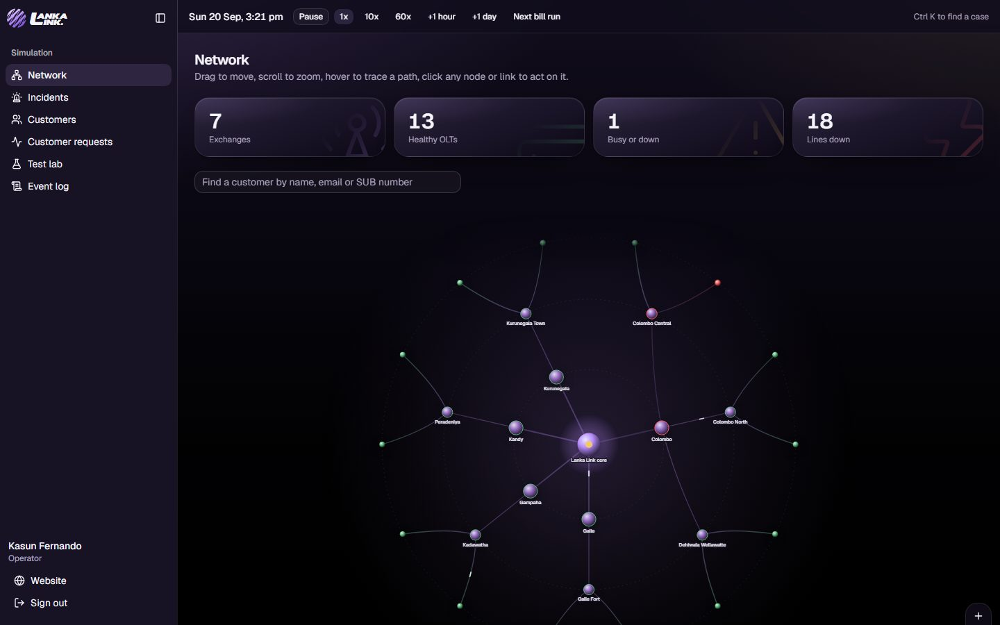 LANKA
LINK.
Sun 20 Sep, 3:21 pm
Pause
1x
10x
60x
+1 hour
+1 day
Next bill run
Ctrl K to find a case
Simulation
Network
Incidents
Customers
Customer requests
Test lab
Event log
Network
Drag to move, scroll to zoom, hover to trace a path, click any node or link to act on it.
7
Exchanges
13
Healthy OLTs
1
Busy or down
18
Lines down
Find a customer by name, email or SUB number
Kurunegala Town
Colombo Central
Kurunegala
Peradeniya
Colombo North
Kandy
Colombo
Lanka Link core
Gampaha
Galle
Kadawatha
Dehiwala Wellawatte
Galle Fort
Kasun Fernando
Operator
Website
Sign out
+